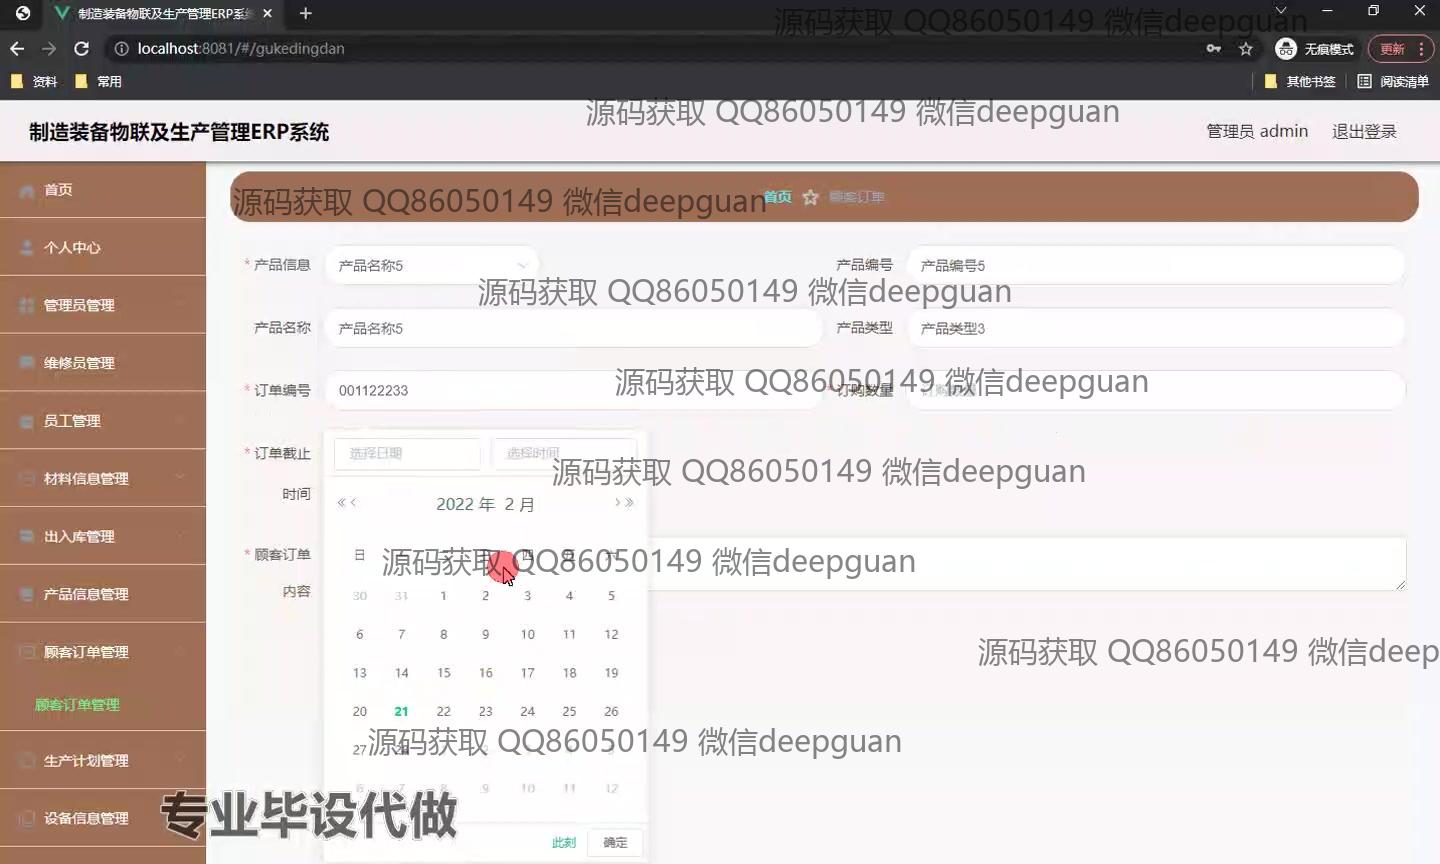 制造装备物联及生产管理ERP系统
源码获取 QQ86050149 微信deepguan
localhost:8081/#/gukedingdan
无痕模式
更新
资料
常用
其他书签
阅读清单
源码获取 QQ86050149 微信deepguan
制造装备物联及生产管理ERP系统
管理员 admin
退出登录
首页
源码获取 QQ86050149 微信deepguan
首页
顾客订单
个人中心
* 产品信息
产品名称5
产品编号
产品编号5
源码获取 QQ86050149 微信deepguan
管理员管理
产品名称
产品名称5
产品类型
产品类型3
维修员管理
* 订单编号
001122233
源码获取 QQ86050149 微信deepguan
* 订购数量
员工管理
* 订单截止
时间
选择日期
选择时间
源码获取 QQ86050149 微信deepguan
材料信息管理
2022 年 2 月
出入库管理
* 顾客订单
内容
日 四
源码获取 QQ86050149 微信deepguan
30 31 1 2 3 4 5
产品信息管理
6 7 8 9 10 11 12
顾客订单管理
源码获取 QQ86050149 微信deep
13 14 15 16 17 18 19
顾客订单管理
20 21 22 23 24 25 26
27 28
源码获取 QQ86050149 微信deepguan
生产计划管理
6 7 8 9 10 11 12
设备信息管理
专业毕设代做
此刻
确定